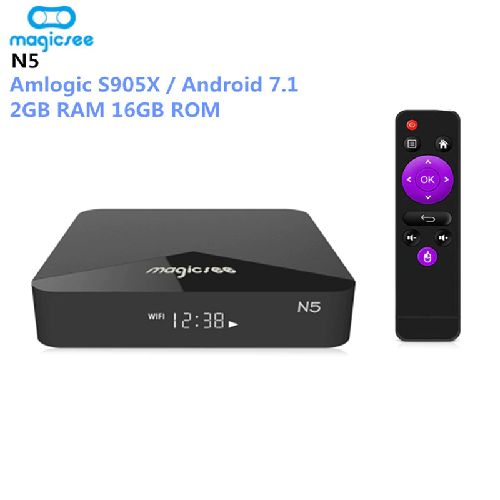 magicsee
N5
Amlogic S905X / Android 7.1
2GB RAM 16GB ROM
magicsee
N5
WIFI 12:38
OK